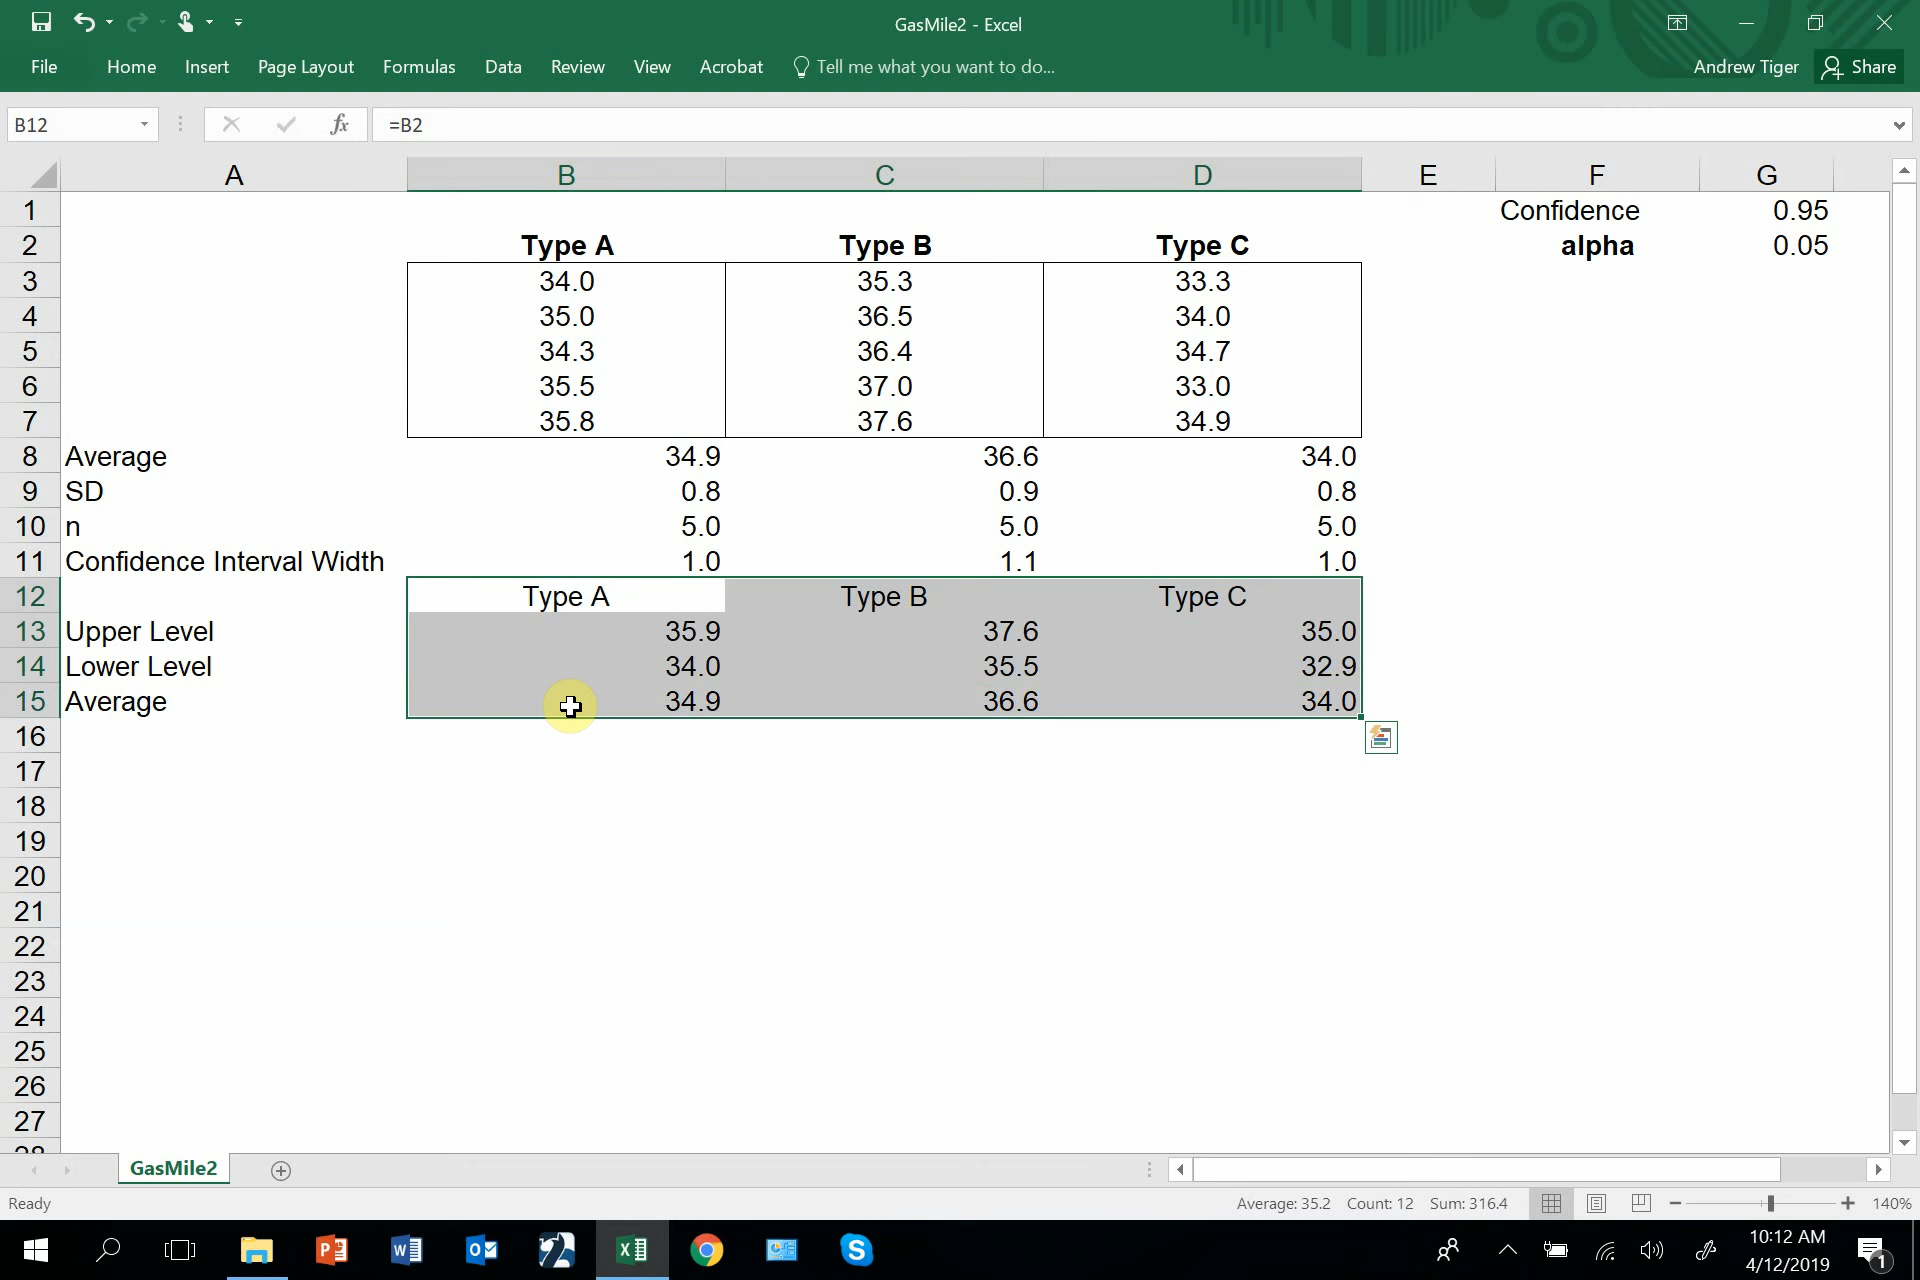 GasMile2 - Excel
File Home Insert Page Layout Formulas Data Review View Acrobat Tell me what you want to do... Andrew Tiger Share
B12 fx =B2
A B C D E F G
1 Confidence 0.95
2 Type A Type B Type C alpha 0.05
3 34.0 35.3 33.3
4 35.0 36.5 34.0
5 34.3 36.4 34.7
6 35.5 37.0 33.0
7 35.8 37.6 34.9
8 Average 34.9 36.6 34.0
9 SD 0.8 0.9 0.8
10 n 5.0 5.0 5.0
11 Confidence Interval Width 1.0 1.1 1.0
12 Type A Type B Type C
13 Upper Level 35.9 37.6 35.0
14 Lower Level 34.0 35.5 32.9
15 Average 34.9 36.6 34.0
16
17
18
19
20
21
22
23
24
25
26
27
28
GasMile2
Ready Average: 35.2 Count: 12 Sum: 316.4 140%
10:12 AM
4/12/2019 1